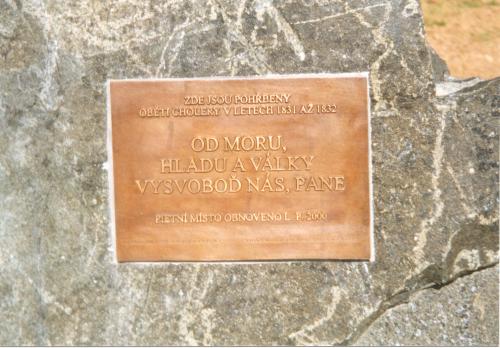 ZDE JSOU POHŘBENY
OBĚTI CHOLERY V LETECH 1831 AŽ 1832
OD MORU,
HLADU A VÁLKY
VYSVOBOĎ NÁS, PANE
PIETNÍ MÍSTO OBNOVENO L. P. 2000